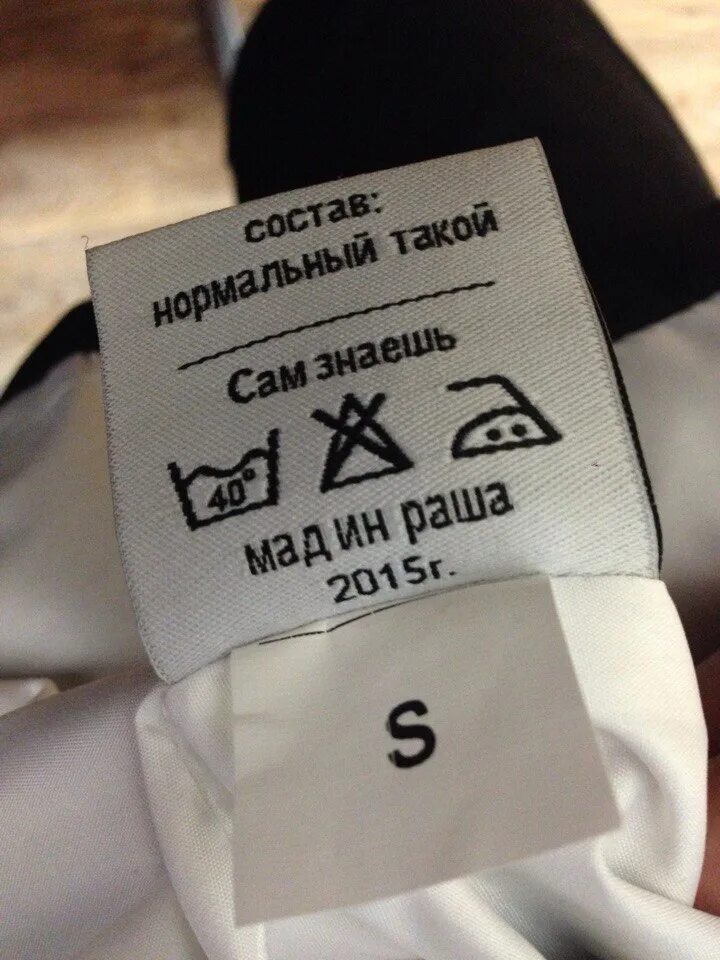 состав:
нормальный такой
Сам знаешь
40°
мад ин раша
2015г.
S